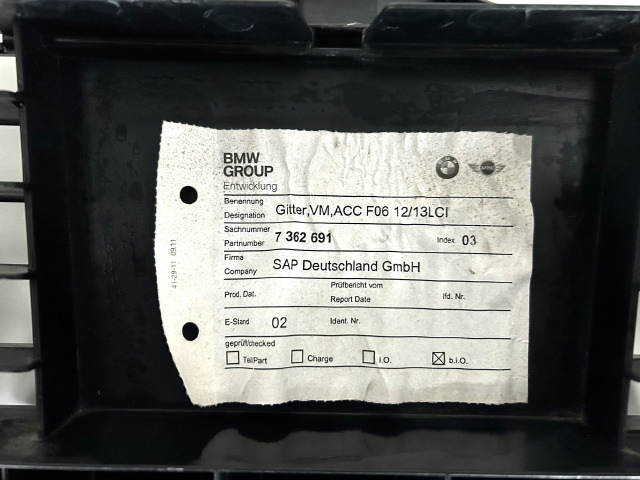 BMW
GROUP
Entwicklung
Benennung
Designation Gitter,VM,ACC F06 12/13LCI
Sachnummer
Partnumber 7 362 691 Index 03
Firma
Company SAP Deutschland GmbH
Prod. Dat. Prüfbericht vom
Report Date lfd. Nr.
E-Stand 02 Ident. Nr.
geprüft/checked
Teil/Part Charge i.O. b.i.O.
41-29-11 09.11